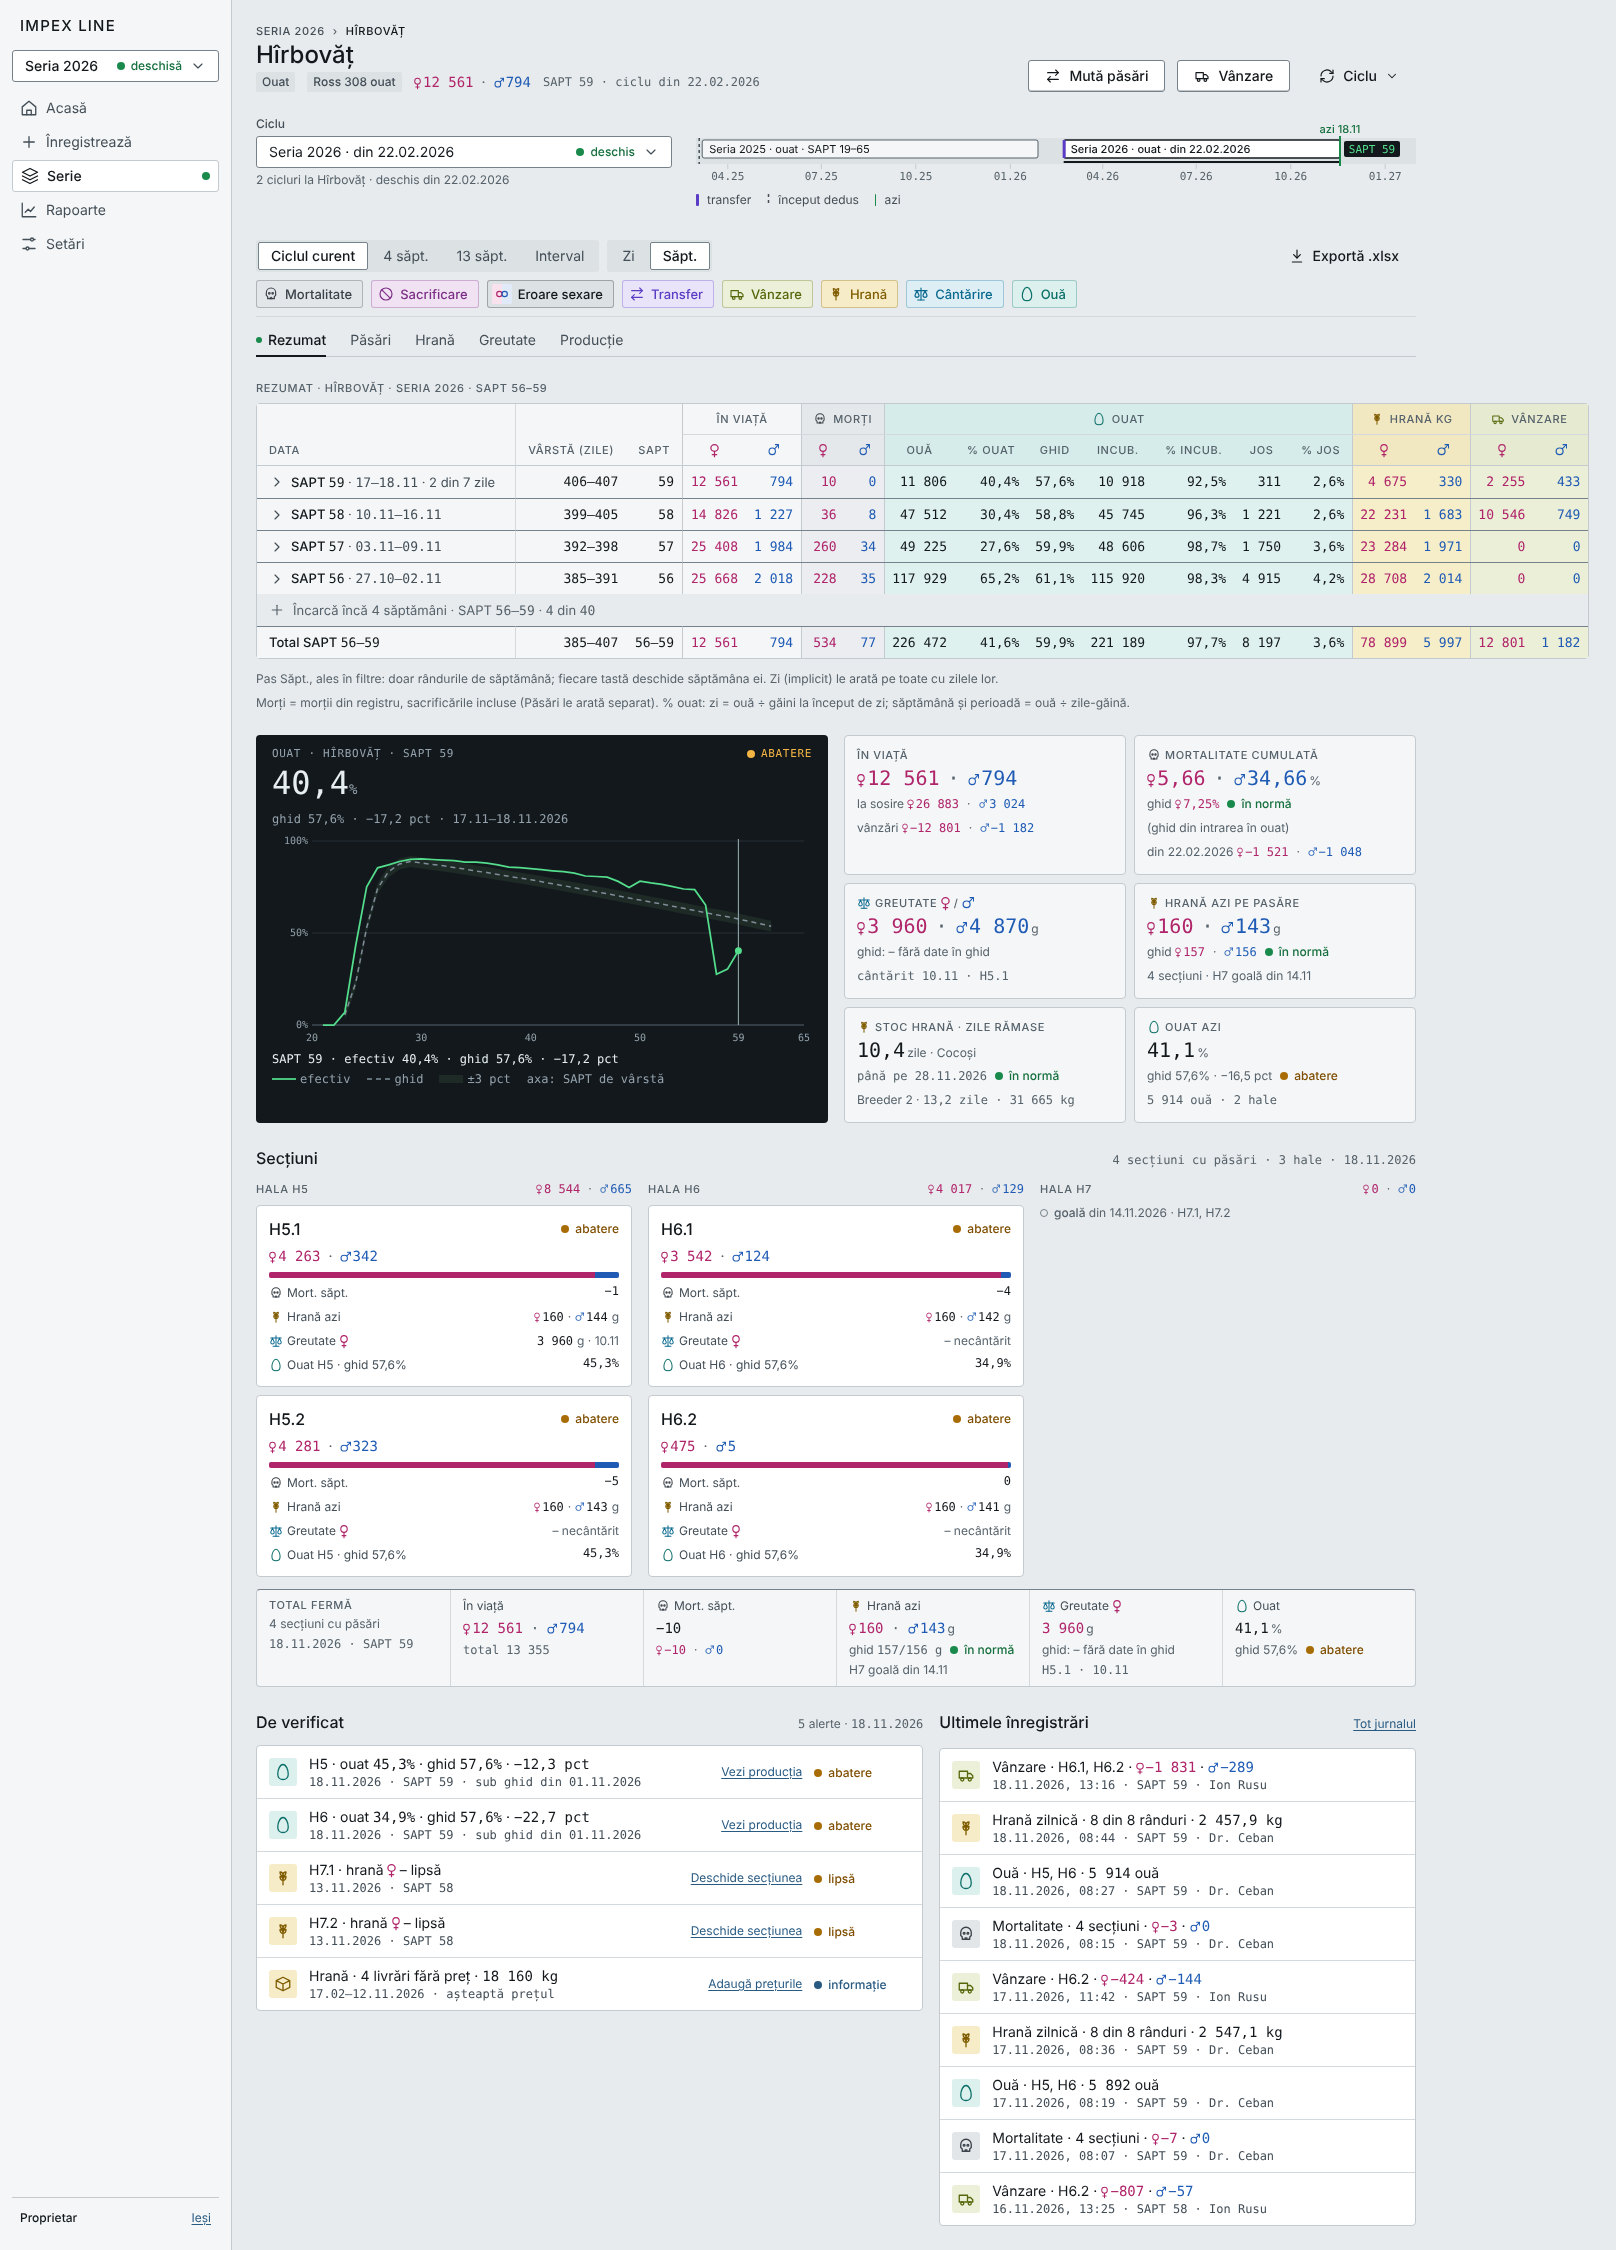 IMPEX LINE
Seria 2026 deschisă
Acasă
Înregistrează
Serie
Rapoarte
Setări
Proprietar Ieși
SERIA 2026 › HÎRBOVĂȚ
Hîrbovăț
Ouat Ross 308 ouat ♀12 561 · ♂794 SAPT 59 · ciclu din 22.02.2026
Mută păsări Vânzare Ciclu
Ciclu
Seria 2026 · din 22.02.2026 deschis
2 cicluri la Hîrbovăț · deschis din 22.02.2026
azi 18.11
Seria 2025 · ouat · SAPT 19–65 Seria 2026 · ouat · din 22.02.2026 SAPT 59
04.25 07.25 10.25 01.26 04.26 07.26 10.26 01.27
transfer început dedus azi
Ciclul curent 4 săpt. 13 săpt. Interval Zi Săpt. Exportă .xlsx
Mortalitate Sacrificare Eroare sexare Transfer Vânzare Hrană Cântărire Ouă
Rezumat Păsări Hrană Greutate Producție
REZUMAT · HÎRBOVĂȚ · SERIA 2026 · SAPT 56–59
ÎN VIAȚĂ MORȚI OUAT HRANĂ KG VÂNZARE
DATA VÂRSTĂ (ZILE) SAPT ♀ ♂ ♀ ♂ OUĂ % OUAT GHID INCUB. % INCUB. JOS % JOS ♀ ♂ ♀ ♂
SAPT 59 · 17–18.11 · 2 din 7 zile 406–407 59 12 561 794 10 0 11 806 40,4% 57,6% 10 918 92,5% 311 2,6% 4 675 330 2 255 433
SAPT 58 · 10.11–16.11 399–405 58 14 826 1 227 36 8 47 512 30,4% 58,8% 45 745 96,3% 1 221 2,6% 22 231 1 683 10 546 749
SAPT 57 · 03.11–09.11 392–398 57 25 408 1 984 260 34 49 225 27,6% 59,9% 48 606 98,7% 1 750 3,6% 23 284 1 971 0 0
SAPT 56 · 27.10–02.11 385–391 56 25 668 2 018 228 35 117 929 65,2% 61,1% 115 920 98,3% 4 915 4,2% 28 708 2 014 0 0
Încarcă încă 4 săptămâni · SAPT 56–59 · 4 din 40
Total SAPT 56–59 385–407 56–59 12 561 794 534 77 226 472 41,6% 59,9% 221 189 97,7% 8 197 3,6% 78 899 5 997 12 801 1 182
Pas Săpt., ales în filtre: doar rândurile de săptămână; fiecare tastă deschide săptămâna ei. Zi (implicit) le arată pe toate cu zilele lor.
Morți = morții din registru, sacrificările incluse (Păsări le arată separat). % ouat: zi = ouă ÷ găini la început de zi; săptămână și perioadă = ouă ÷ zile-găină.
OUAT · HÎRBOVĂȚ · SAPT 59 ABATERE
40,4%
ghid 57,6% · −17,2 pct · 17.11–18.11.2026
100%
50%
0%
20 30 40 50 59 65
SAPT 59 · efectiv 40,4% · ghid 57,6% · −17,2 pct
efectiv ghid ±3 pct axa: SAPT de vârstă
ÎN VIAȚĂ
♀12 561 · ♂794
la sosire ♀26 883 · ♂3 024
vânzări ♀−12 801 · ♂−1 182
MORTALITATE CUMULATĂ
♀5,66 · ♂34,66 %
ghid ♀7,25% în normă
(ghid din intrarea în ouat)
din 22.02.2026 ♀−1 521 · ♂−1 048
GREUTATE ♀ / ♂
♀3 960 · ♂4 870 g
ghid: – fără date în ghid
cântărit 10.11 · H5.1
HRANĂ AZI PE PASĂRE
♀160 · ♂143 g
ghid ♀157 · ♂156 în normă
4 secțiuni · H7 goală din 14.11
STOC HRANĂ · ZILE RĂMASE
10,4 zile · Cocoși
până pe 28.11.2026 în normă
Breeder 2 · 13,2 zile · 31 665 kg
OUAT AZI
41,1 %
ghid 57,6% · −16,5 pct abatere
5 914 ouă · 2 hale
Secțiuni 4 secțiuni cu păsări · 3 hale · 18.11.2026
HALA H5 ♀8 544 · ♂665
H5.1 abatere
♀4 263 · ♂342
Mort. săpt. −1
Hrană azi ♀160 · ♂144 g
Greutate ♀ 3 960 g · 10.11
Ouat H5 · ghid 57,6% 45,3%
H5.2 abatere
♀4 281 · ♂323
Mort. săpt. −5
Hrană azi ♀160 · ♂143 g
Greutate ♀ – necântărit
Ouat H5 · ghid 57,6% 45,3%
HALA H6 ♀4 017 · ♂129
H6.1 abatere
♀3 542 · ♂124
Mort. săpt. −4
Hrană azi ♀160 · ♂142 g
Greutate ♀ – necântărit
Ouat H6 · ghid 57,6% 34,9%
H6.2 abatere
♀475 · ♂5
Mort. săpt. 0
Hrană azi ♀160 · ♂141 g
Greutate ♀ – necântărit
Ouat H6 · ghid 57,6% 34,9%
HALA H7 ♀0 · ♂0
goală din 14.11.2026 · H7.1, H7.2
TOTAL FERMĂ
4 secțiuni cu păsări
18.11.2026 · SAPT 59
În viață
♀12 561 · ♂794
total 13 355
Mort. săpt.
−10
♀−10 · ♂0
Hrană azi
♀160 · ♂143 g
ghid 157/156 g în normă
H7 goală din 14.11
Greutate ♀
3 960 g
ghid: – fără date în ghid
H5.1 · 10.11
Ouat
41,1 %
ghid 57,6% abatere
De verificat 5 alerte · 18.11.2026
H5 · ouat 45,3% · ghid 57,6% · −12,3 pct
18.11.2026 · SAPT 59 · sub ghid din 01.11.2026
Vezi producția abatere
H6 · ouat 34,9% · ghid 57,6% · −22,7 pct
18.11.2026 · SAPT 59 · sub ghid din 01.11.2026
Vezi producția abatere
H7.1 · hrană ♀ – lipsă
13.11.2026 · SAPT 58
Deschide secțiunea lipsă
H7.2 · hrană ♀ – lipsă
13.11.2026 · SAPT 58
Deschide secțiunea lipsă
Hrană · 4 livrări fără preț · 18 160 kg
17.02–12.11.2026 · așteaptă prețul
Adaugă prețurile informație
Ultimele înregistrări Tot jurnalul
Vânzare · H6.1, H6.2 · ♀−1 831 · ♂−289
18.11.2026, 13:16 · SAPT 59 · Ion Rusu
Hrană zilnică · 8 din 8 rânduri · 2 457,9 kg
18.11.2026, 08:44 · SAPT 59 · Dr. Ceban
Ouă · H5, H6 · 5 914 ouă
18.11.2026, 08:27 · SAPT 59 · Dr. Ceban
Mortalitate · 4 secțiuni · ♀−3 · ♂0
18.11.2026, 08:15 · SAPT 59 · Dr. Ceban
Vânzare · H6.2 · ♀−424 · ♂−144
17.11.2026, 11:42 · SAPT 59 · Ion Rusu
Hrană zilnică · 8 din 8 rânduri · 2 547,1 kg
17.11.2026, 08:36 · SAPT 59 · Dr. Ceban
Ouă · H5, H6 · 5 892 ouă
17.11.2026, 08:19 · SAPT 59 · Dr. Ceban
Mortalitate · 4 secțiuni · ♀−7 · ♂0
17.11.2026, 08:07 · SAPT 59 · Dr. Ceban
Vânzare · H6.2 · ♀−807 · ♂−57
16.11.2026, 13:25 · SAPT 58 · Ion Rusu